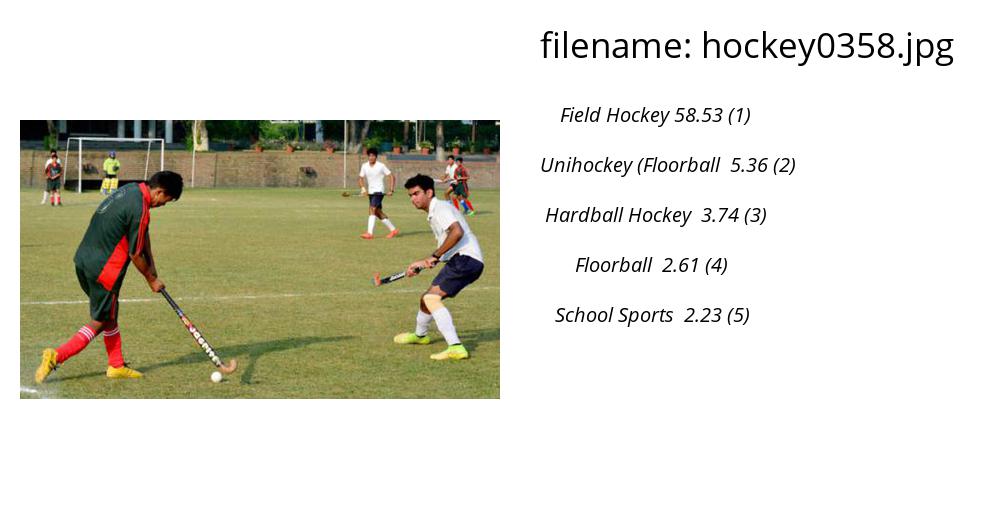 filename: hockey0358.jpg
Field Hockey 58.53 (1)
Unihockey (Floorball  5.36 (2)
Hardball Hockey  3.74 (3)
Floorball  2.61 (4)
School Sports  2.23 (5)